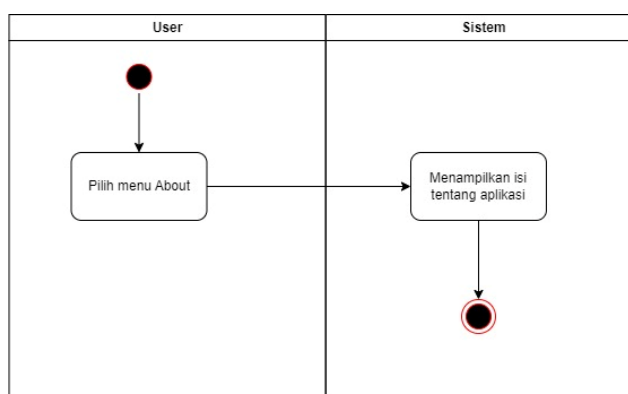 User
Sistem
Pilih menu About
Menampilkan isi
tentang aplikasi